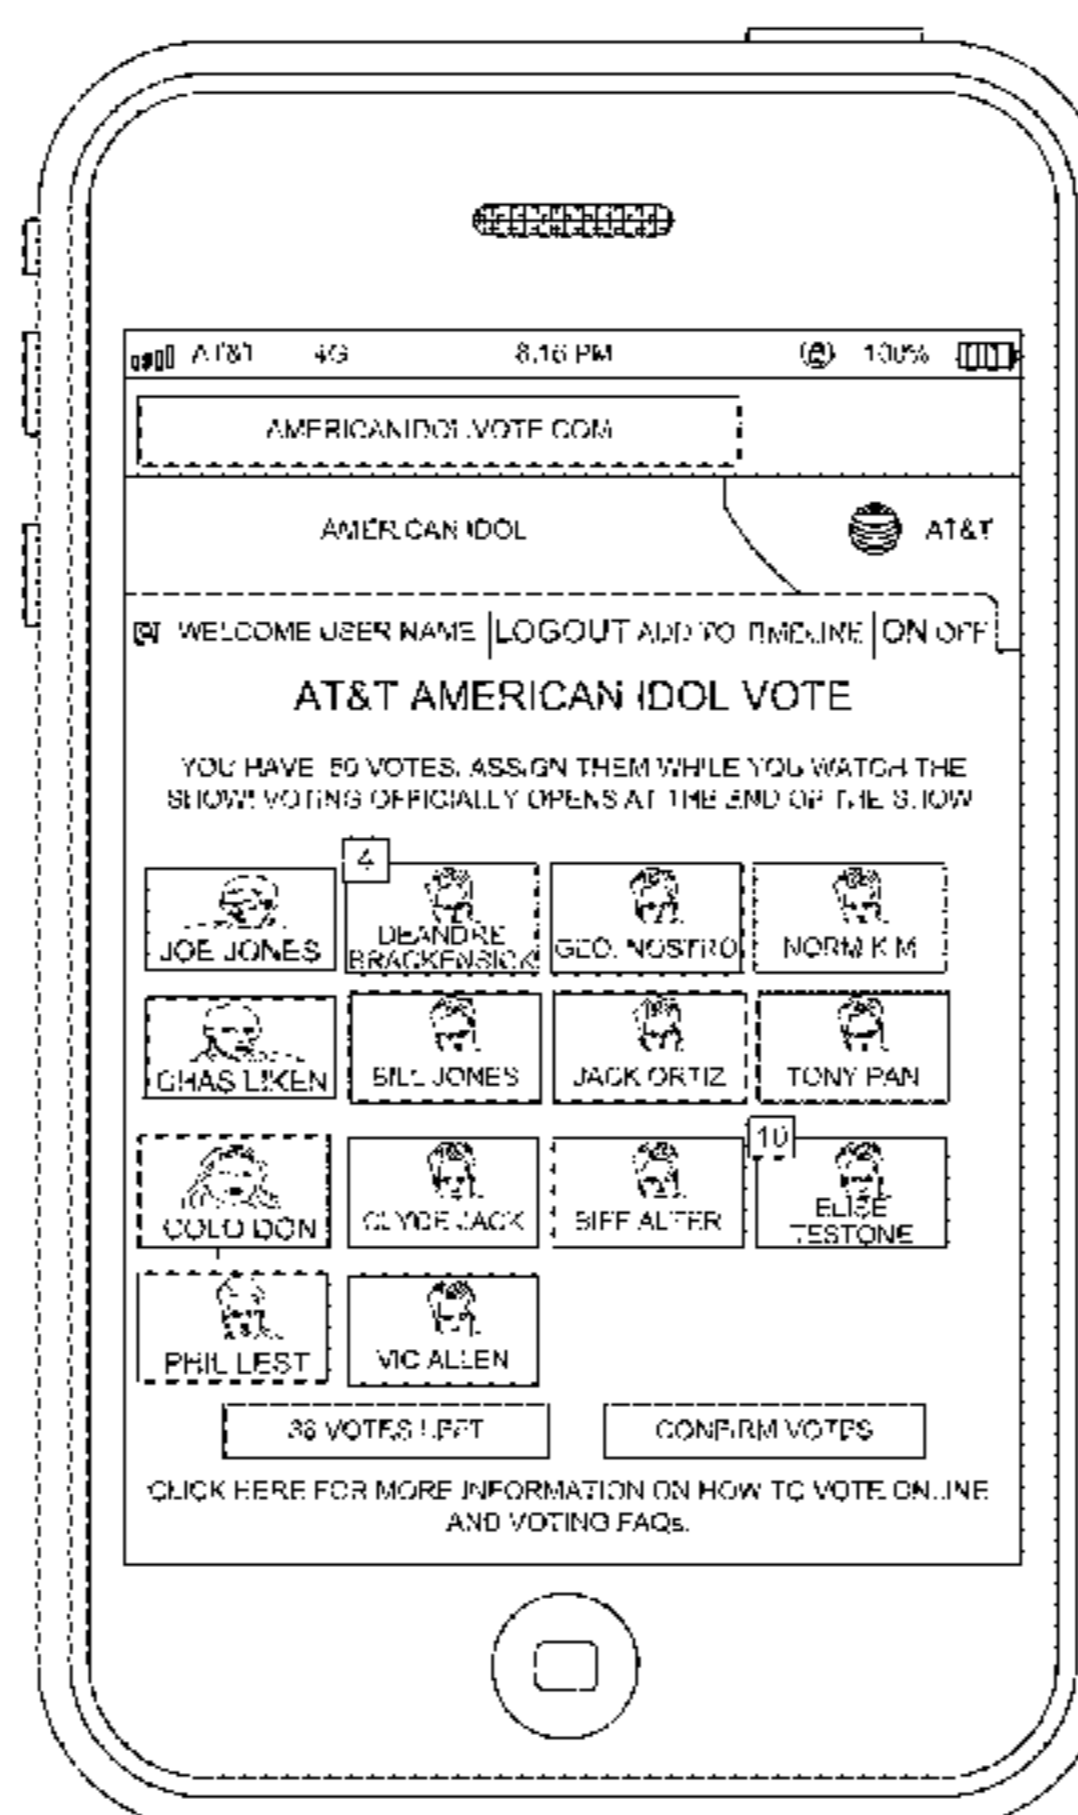 AT&T 4G 8:16 PM 100%
AMERICANIDOL.VOTE.COM
AMERICAN IDOL AT&T
WELCOME USER NAME LOGOUT ADD TO TIMELINE ON OFF
AT&T AMERICAN IDOL VOTE
YOU HAVE 50 VOTES. ASSIGN THEM WHILE YOU WATCH THE
SHOW! VOTING OFFICIALLY OPENS AT THE END OF THE SHOW
4
JOE JONES DEANDRE BRACKENSICK GEO. NOSTRO NORM KIM
CHAS LIKEN BILL JONES JACK ORTIZ TONY PAN
10
COLO DON CLYDE JACK BIFF ALTER ELISE TESTONE
PHIL LEST VIC ALLEN
36 VOTES LEFT CONFIRM VOTES
CLICK HERE FOR MORE INFORMATION ON HOW TO VOTE ONLINE
AND VOTING FAQs.